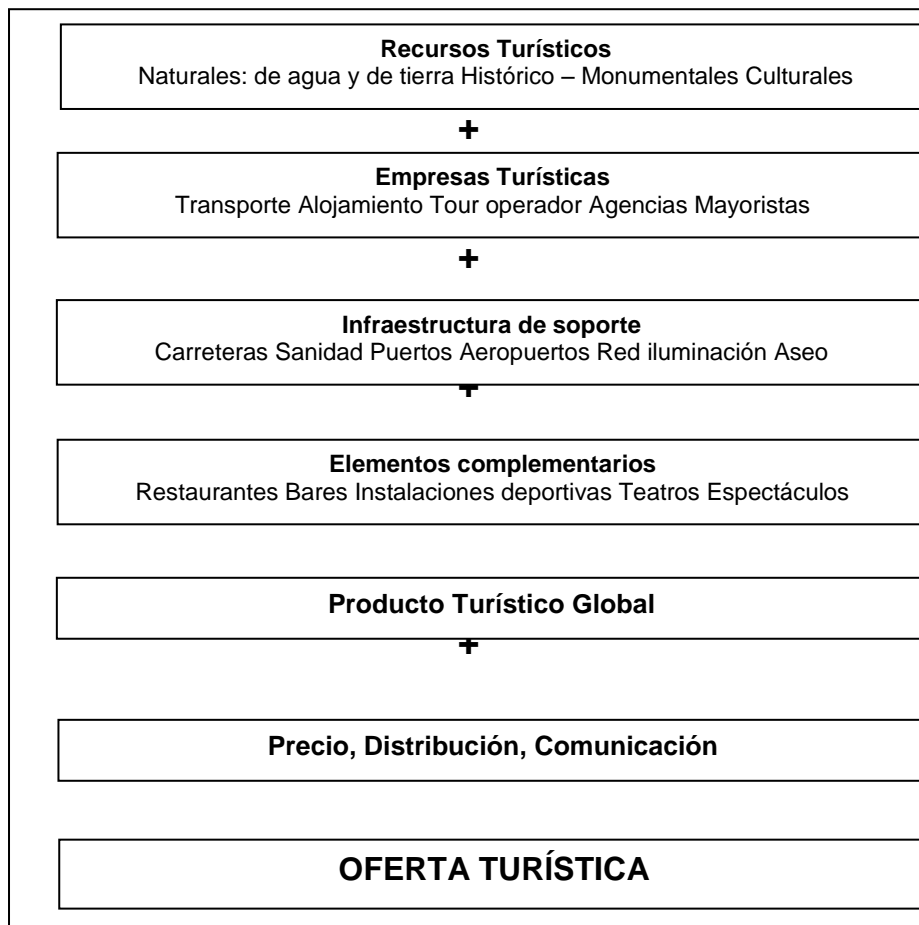 Recursos Turísticos
Naturales: de agua y de tierra Histórico – Monumentales Culturales
+
Empresas Turísticas
Transporte Alojamiento Tour operador Agencias Mayoristas
+
Infraestructura de soporte
Carreteras Sanidad Puertos Aeropuertos Red iluminación Aseo
+
Elementos complementarios
Restaurantes Bares Instalaciones deportivas Teatros Espectáculos
Producto Turístico Global
+
Precio, Distribución, Comunicación
OFERTA TURÍSTICA